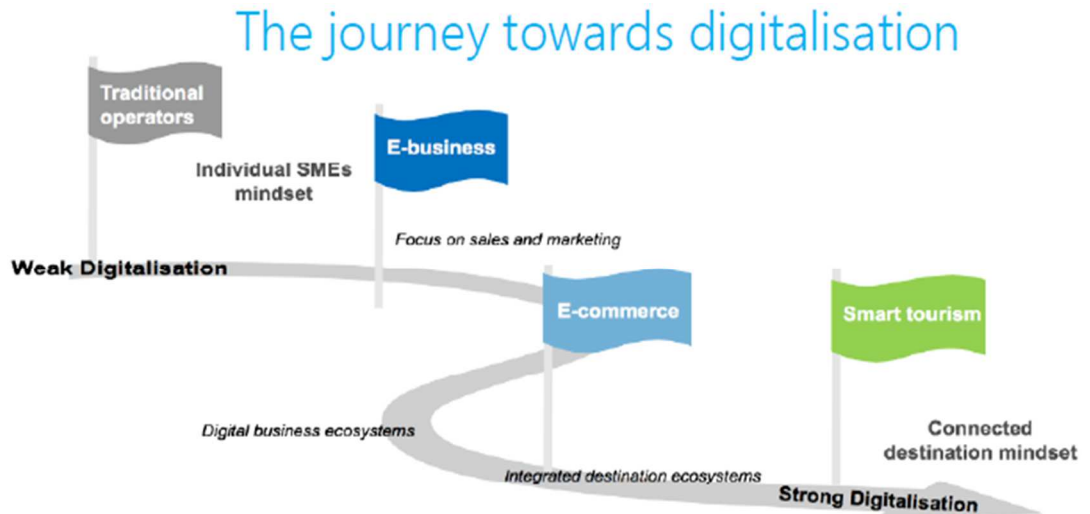 The journey towards digitalisation
Traditional
operators
E-business
Individual SMEs
mindset
Focus on sales and marketing
Weak Digitalisation
E-commerce
Smart tourism
Digital business ecosystems
Connected
destination mindset
Integrated destination ecosystems
Strong Digitalisation